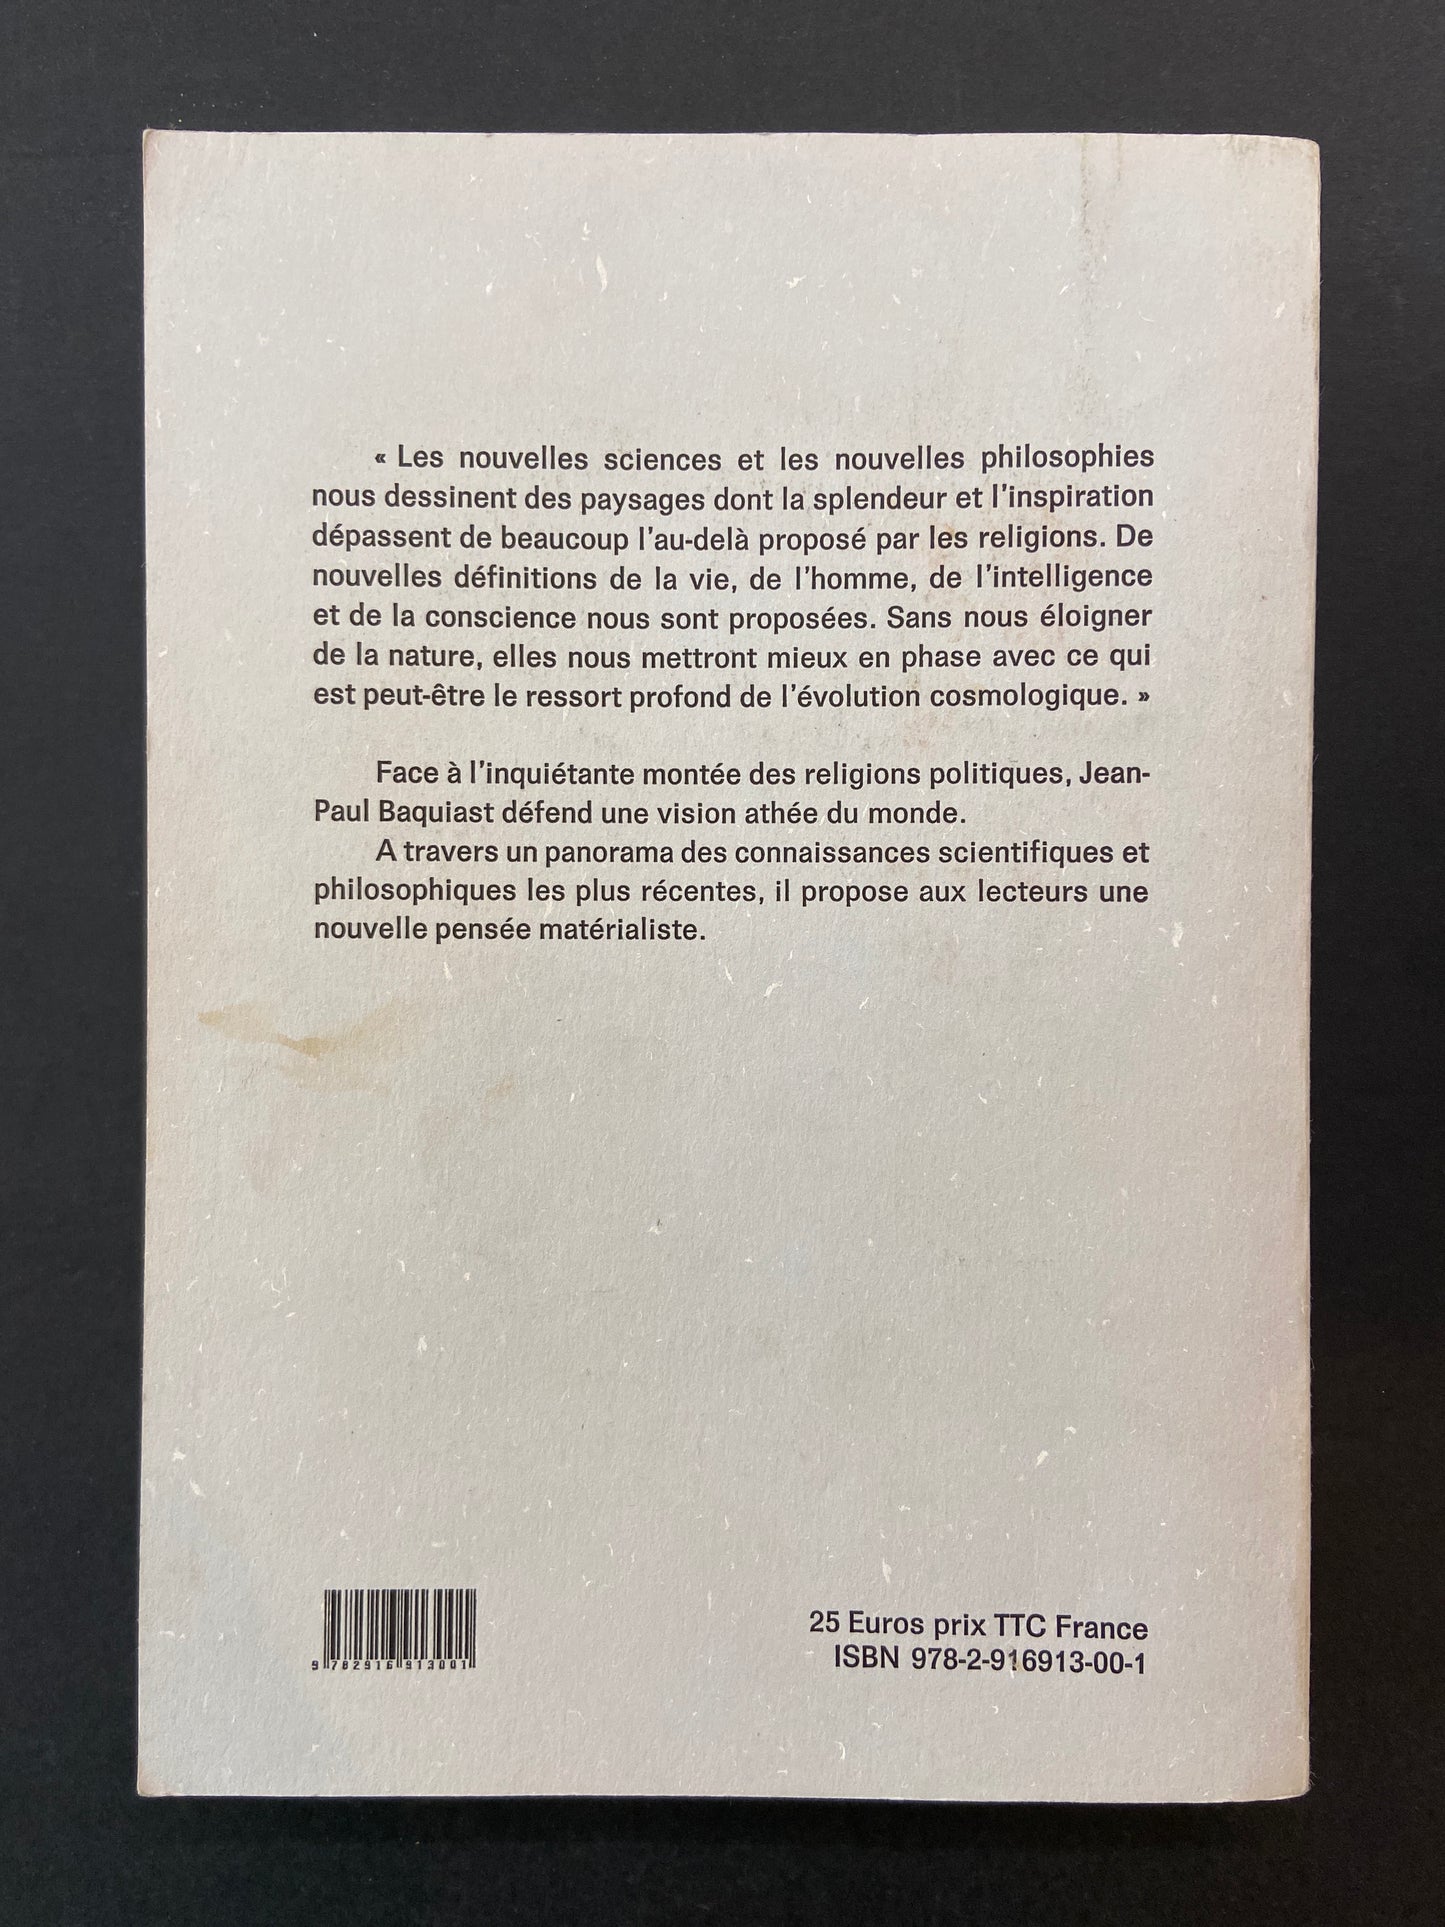 « Les nouvelles sciences et les nouvelles philosophies
nous dessinent des paysages dont la splendeur et l'inspiration
dépassent de beaucoup l'au-delà proposé par les religions. De
nouvelles définitions de la vie, de l'homme, de l'intelligence
et de la conscience nous sont proposées. Sans nous éloigner
de la nature, elles nous mettront mieux en phase avec ce qui
est peut-être le ressort profond de l'évolution cosmologique. »
Face à l'inquiétante montée des religions politiques, Jean-
Paul Baquiast défend une vision athée du monde.
A travers un panorama des connaissances scientifiques et
philosophiques les plus récentes, il propose aux lecteurs une
nouvelle pensée matérialiste.
25 Euros prix TTC France
ISBN 978-2-916913-00-1
9 782916 913001